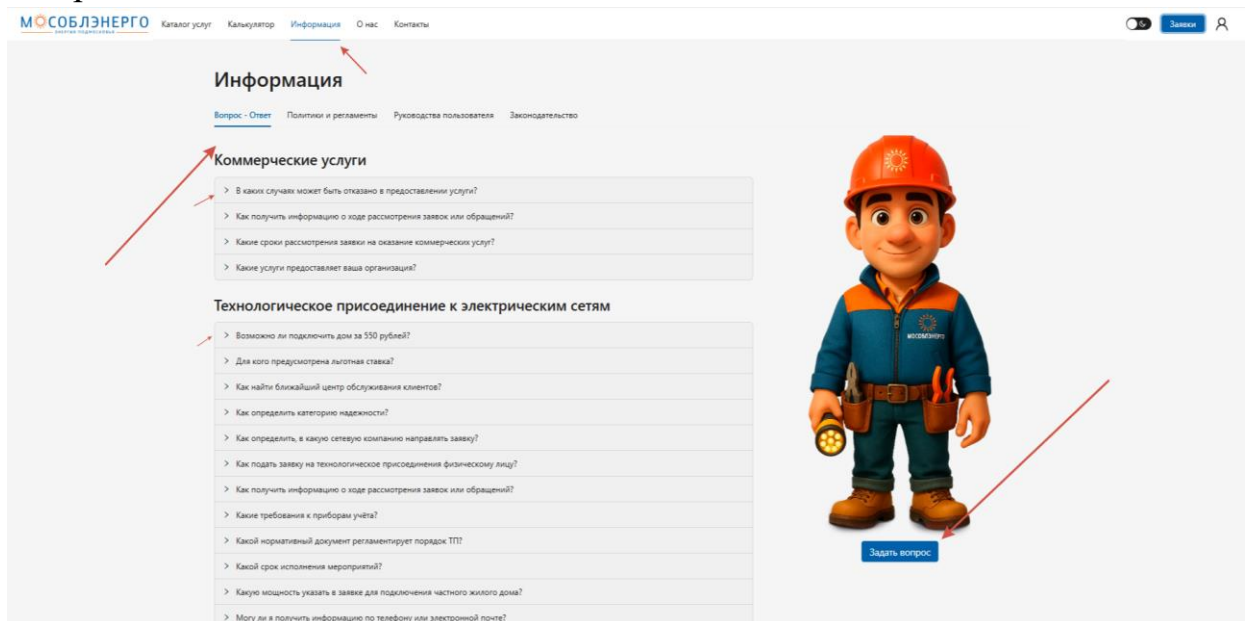 МОСОБЛЭНЕРГО Каталог услуг Калькулятор Информация О нас Контакты Заявки
ЭНЕРГИЯ ПОДМОСКОВЬЯ
Информация
Вопрос - Ответ Политики и регламенты Руководства пользователя Законодательство
Коммерческие услуги
В каких случаях может быть отказано в предоставлении услуги?
Как получить информацию о ходе рассмотрения заявок или обращений?
Какие сроки рассмотрения заявки на оказание коммерческих услуг?
Какие услуги предоставляет ваша организация?
Технологическое присоединение к электрическим сетям
Возможно ли подключить дом за 550 рублей?
Для кого предусмотрена льготная ставка?
Как найти ближайший центр обслуживания клиентов?
Как определить категорию надежности?
Как определить, в какую сетевую компанию направлять заявку?
Как подать заявку на технологическое присоединения физическому лицу?
Как получить информацию о ходе рассмотрения заявок или обращений?
Какие требования к приборам учёта?
Какой нормативный документ регламентирует порядок ТП?
Какой срок исполнения мероприятий?
Какую мощность указать в заявке для подключения частного жилого дома?
Могу ли я получить информацию по телефону или электронной почте?
МОСОБЛЭНЕРГО
Задать вопрос